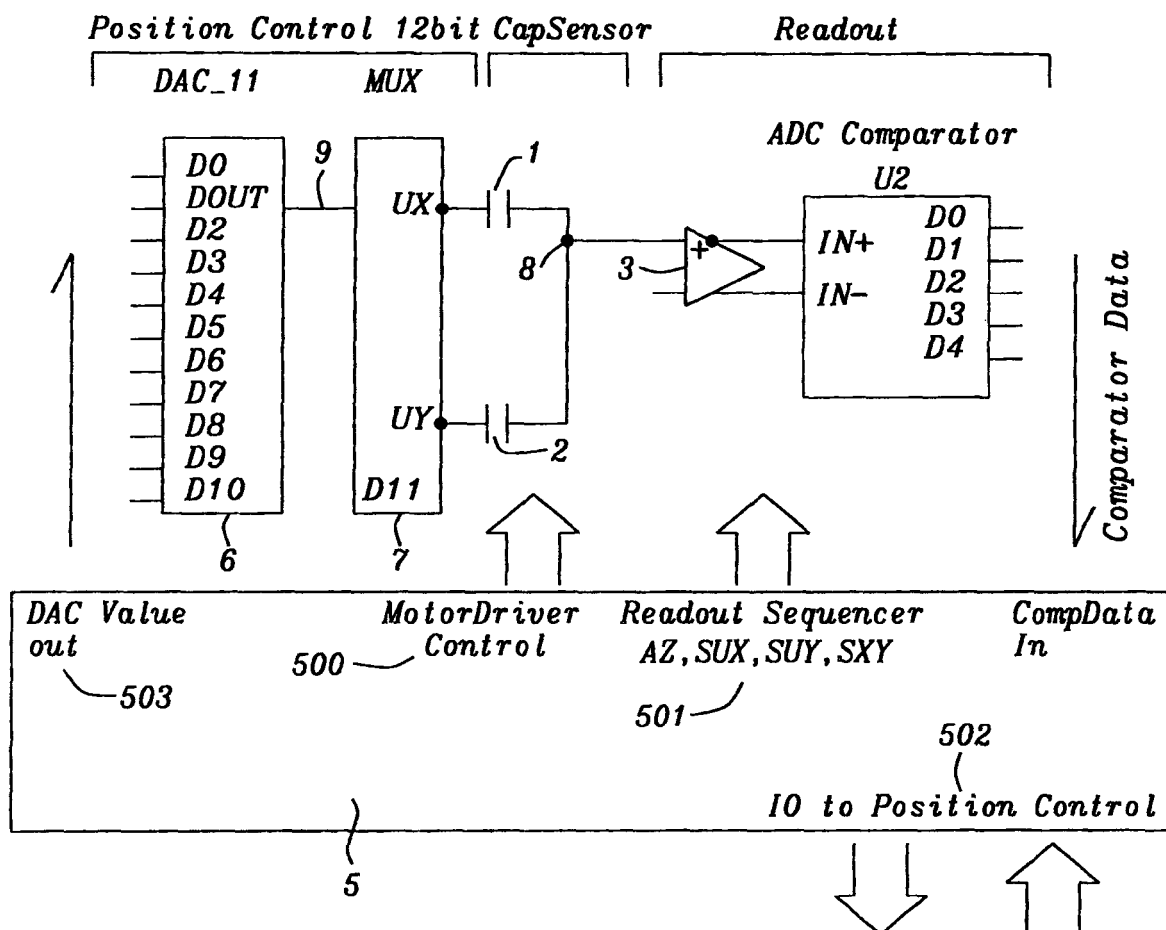 Position Control 12bit CapSensor Readout
DAC_11 MUX
ADC Comparator
U2
9
1
D0
DOUT
D2
D3
D4
D5
D6
D7
D8
D9
D10
UX
UY
D11
8
3
+
2
IN+
IN-
D0
D1
D2
D3
D4
6
7
Comparator Data
DAC Value
out
503
MotorDriver
Control
500
Readout Sequencer
AZ,SUX,SUY,SXY
501
CompData
In
502
IO to Position Control
5